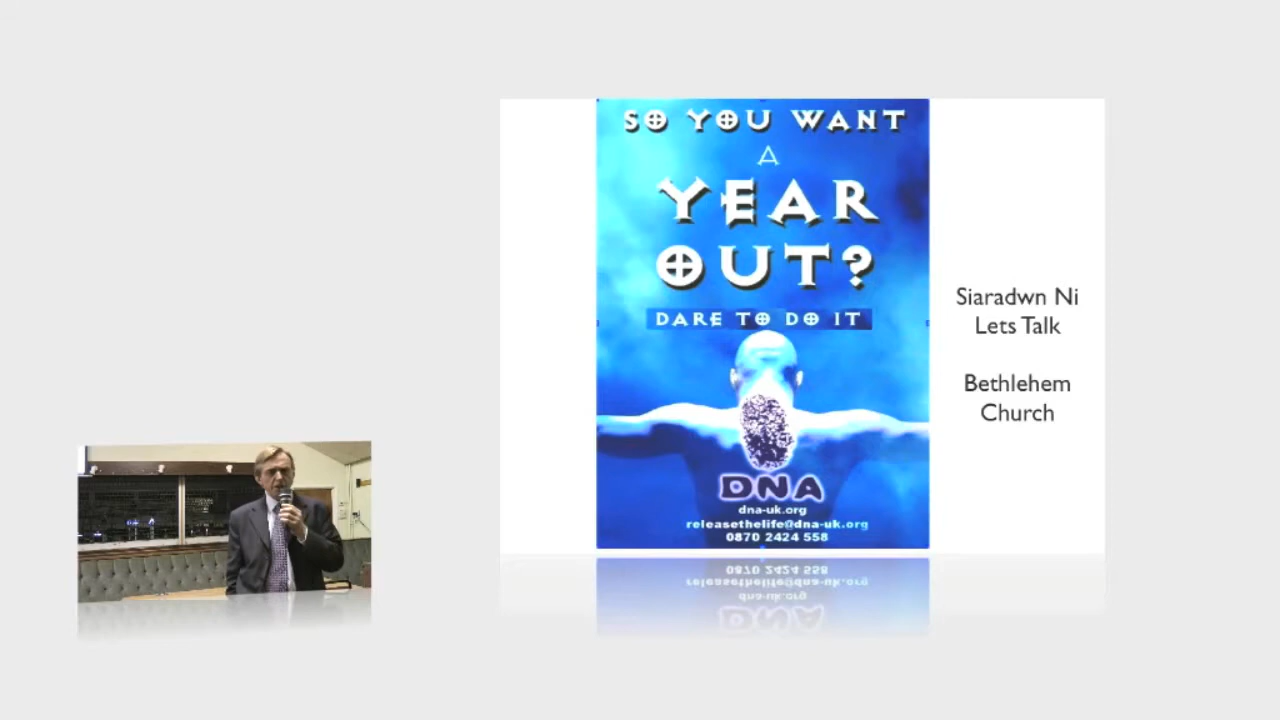 SO YOU WANT
A
YEAR
OUT?
DARE TO DO IT
DNA
dna-uk.org
releasethelife@dna-uk.org
0870 2424 558
Siaradwn Ni
Lets Talk
Bethlehem
Church